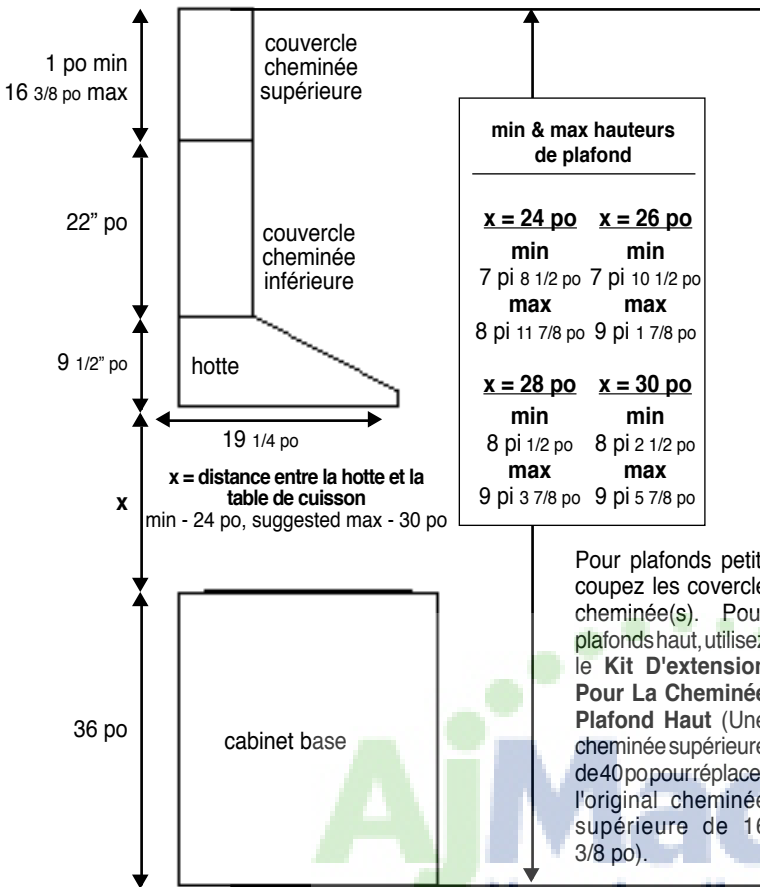 1 po min
16 3/8 po max
couvercle
cheminée
supérieure
22” po
couvercle
cheminée
inférieure
9 1/2” po
hotte
19 1/4 po
x
x = distance entre la hotte et la
table de cuisson
min - 24 po, suggested max - 30 po
36 po
cabinet base
min & max hauteurs
de plafond
x = 24 po x = 26 po
min min
7 pi 8 1/2 po 7 pi 10 1/2 po
max max
8 pi 11 7/8 po 9 pi 1 7/8 po
x = 28 po x = 30 po
min min
8 pi 1/2 po 8 pi 2 1/2 po
max max
9 pi 3 7/8 po 9 pi 5 7/8 po
Pour plafonds petit
coupez les covercle
cheminée(s). Pou
plafonds haut, utilisez
le Kit D'extension
Pour La Cheminée
Plafond Haut (Une
cheminée supérieure
de 40 po pour réplace
l'original cheminée
supérieure de 16
3/8 po).
AjMad